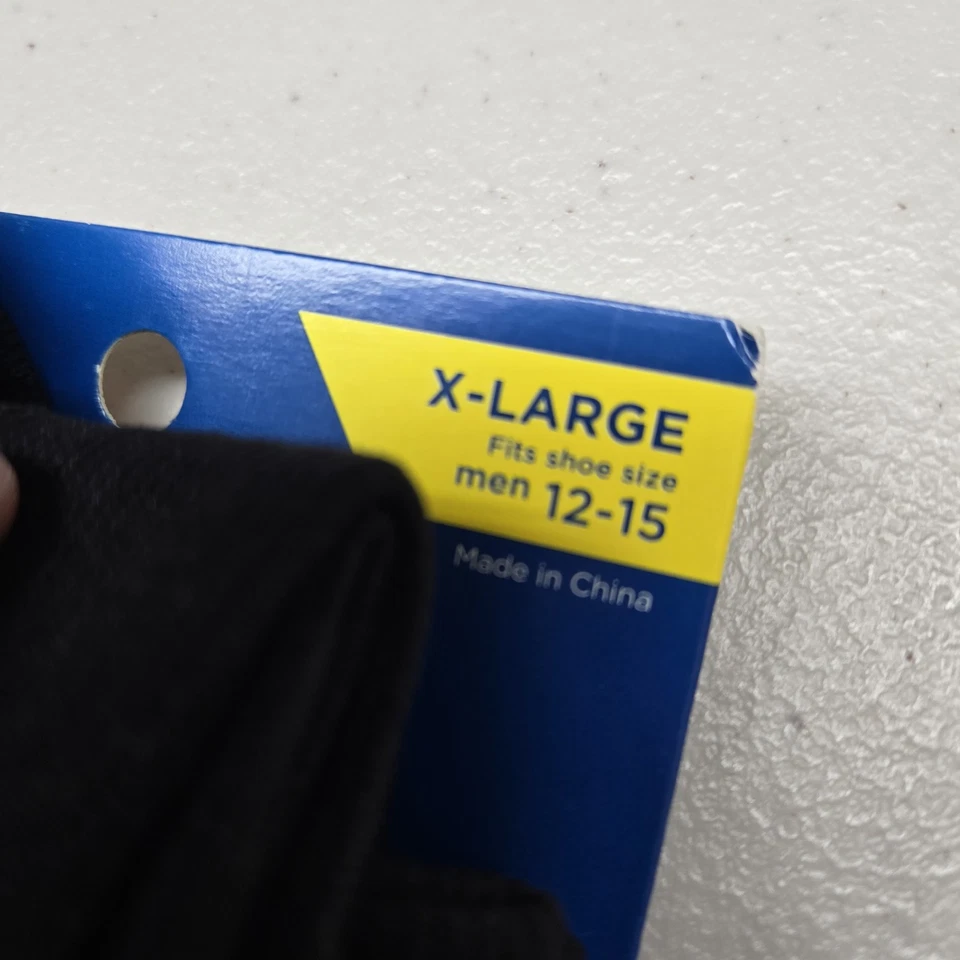 X-LARGE
Fits shoe size
men 12-15
Made in China